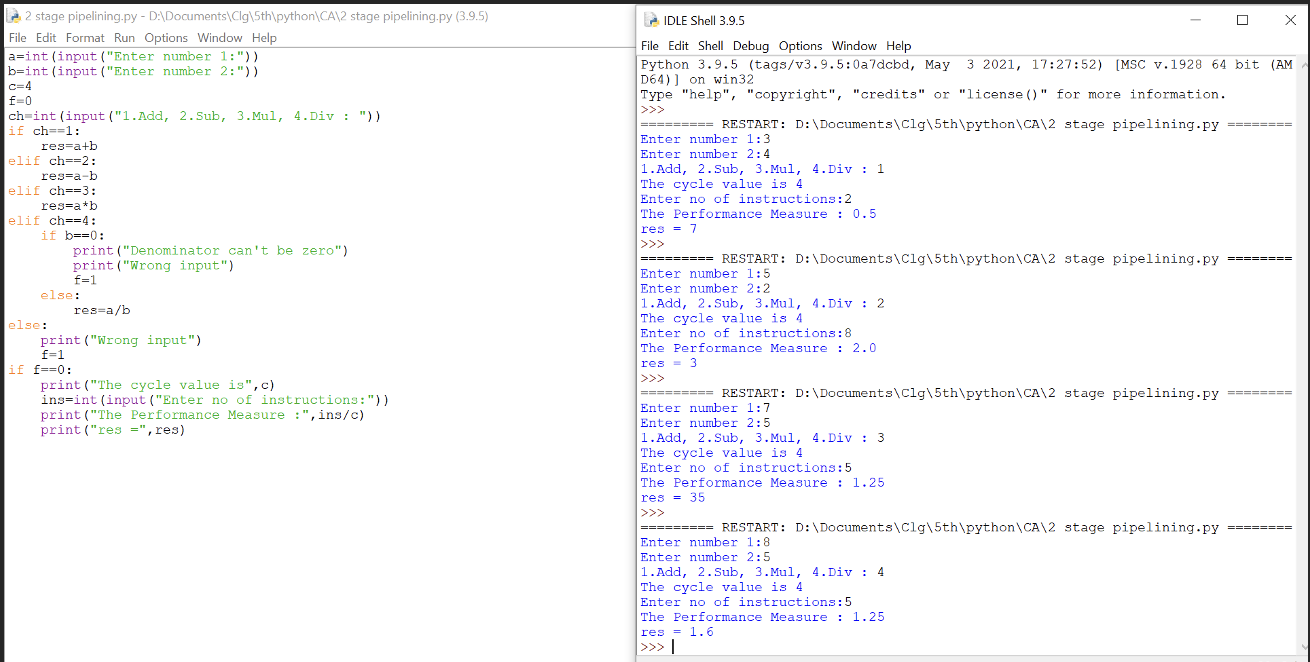 2 stage pipelining.py - D:\Documents\Clg\5th\python\CA\2 stage pipelining.py (3.9.5)
File Edit Format Run Options Window Help
a=int(input("Enter number 1:"))
b=int(input("Enter number 2:"))
c=4
f=0
ch=int(input("1.Add, 2.Sub, 3.Mul, 4.Div : "))
if ch==1:
    res=a+b
elif ch==2:
    res=a-b
elif ch==3:
    res=a*b
elif ch==4:
    if b==0:
        print("Denominator can't be zero")
        print("Wrong input")
        f=1
    else:
        res=a/b
else:
    print("Wrong input")
    f=1
if f==0:
    print("The cycle value is",c)
    ins=int(input("Enter no of instructions:"))
    print("The Performance Measure :",ins/c)
    print("res =",res)
IDLE Shell 3.9.5
File Edit Shell Debug Options Window Help
Python 3.9.5 (tags/v3.9.5:0a7dcbd, May  3 2021, 17:27:52) [MSC v.1928 64 bit (AM
D64)] on win32
Type "help", "copyright", "credits" or "license()" for more information.
>>>
========= RESTART: D:\Documents\Clg\5th\python\CA\2 stage pipelining.py ========
Enter number 1:3
Enter number 2:4
1.Add, 2.Sub, 3.Mul, 4.Div : 1
The cycle value is 4
Enter no of instructions:2
The Performance Measure : 0.5
res = 7
>>>
========= RESTART: D:\Documents\Clg\5th\python\CA\2 stage pipelining.py ========
Enter number 1:5
Enter number 2:2
1.Add, 2.Sub, 3.Mul, 4.Div : 2
The cycle value is 4
Enter no of instructions:8
The Performance Measure : 2.0
res = 3
>>>
========= RESTART: D:\Documents\Clg\5th\python\CA\2 stage pipelining.py ========
Enter number 1:7
Enter number 2:5
1.Add, 2.Sub, 3.Mul, 4.Div : 3
The cycle value is 4
Enter no of instructions:5
The Performance Measure : 1.25
res = 35
>>>
========= RESTART: D:\Documents\Clg\5th\python\CA\2 stage pipelining.py ========
Enter number 1:8
Enter number 2:5
1.Add, 2.Sub, 3.Mul, 4.Div : 4
The cycle value is 4
Enter no of instructions:5
The Performance Measure : 1.25
res = 1.6
>>>